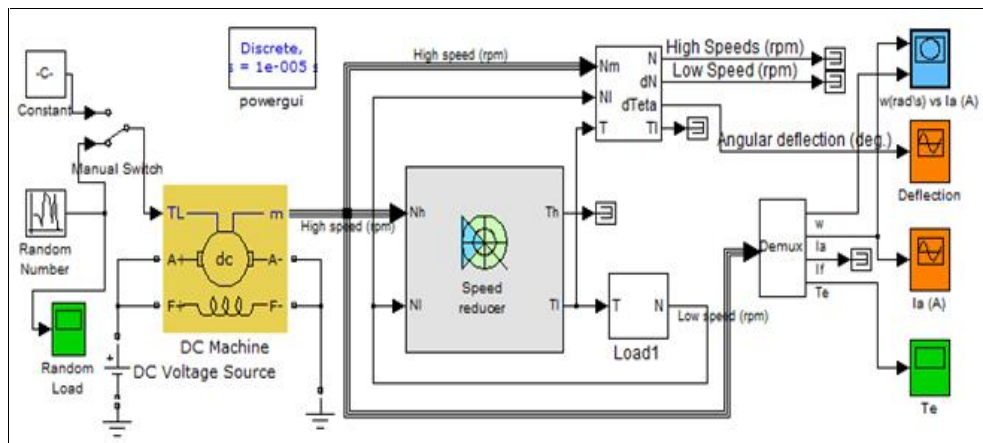 -C-
Constant
Manual Switch
Random
Number
Random
Load
Discrete,
s = 1e-005 s
powergui
TL
m
A+
dc
A-
F+
F-
DC Machine
DC Voltage Source
High speed (rpm)
High speed (rpm)
Nh
Nl
Th
Tl
Speed
reducer
Nm
Nl
T
N
dN
dTeta
Tl
High Speeds (rpm)
Low Speed (rpm)
Angular deflection (deg.)
T
N
Load1
Low speed (rpm)
Demux
w
Ia
If
Te
w(rad\s) vs Ia (A)
Deflection
Ia (A)
Te